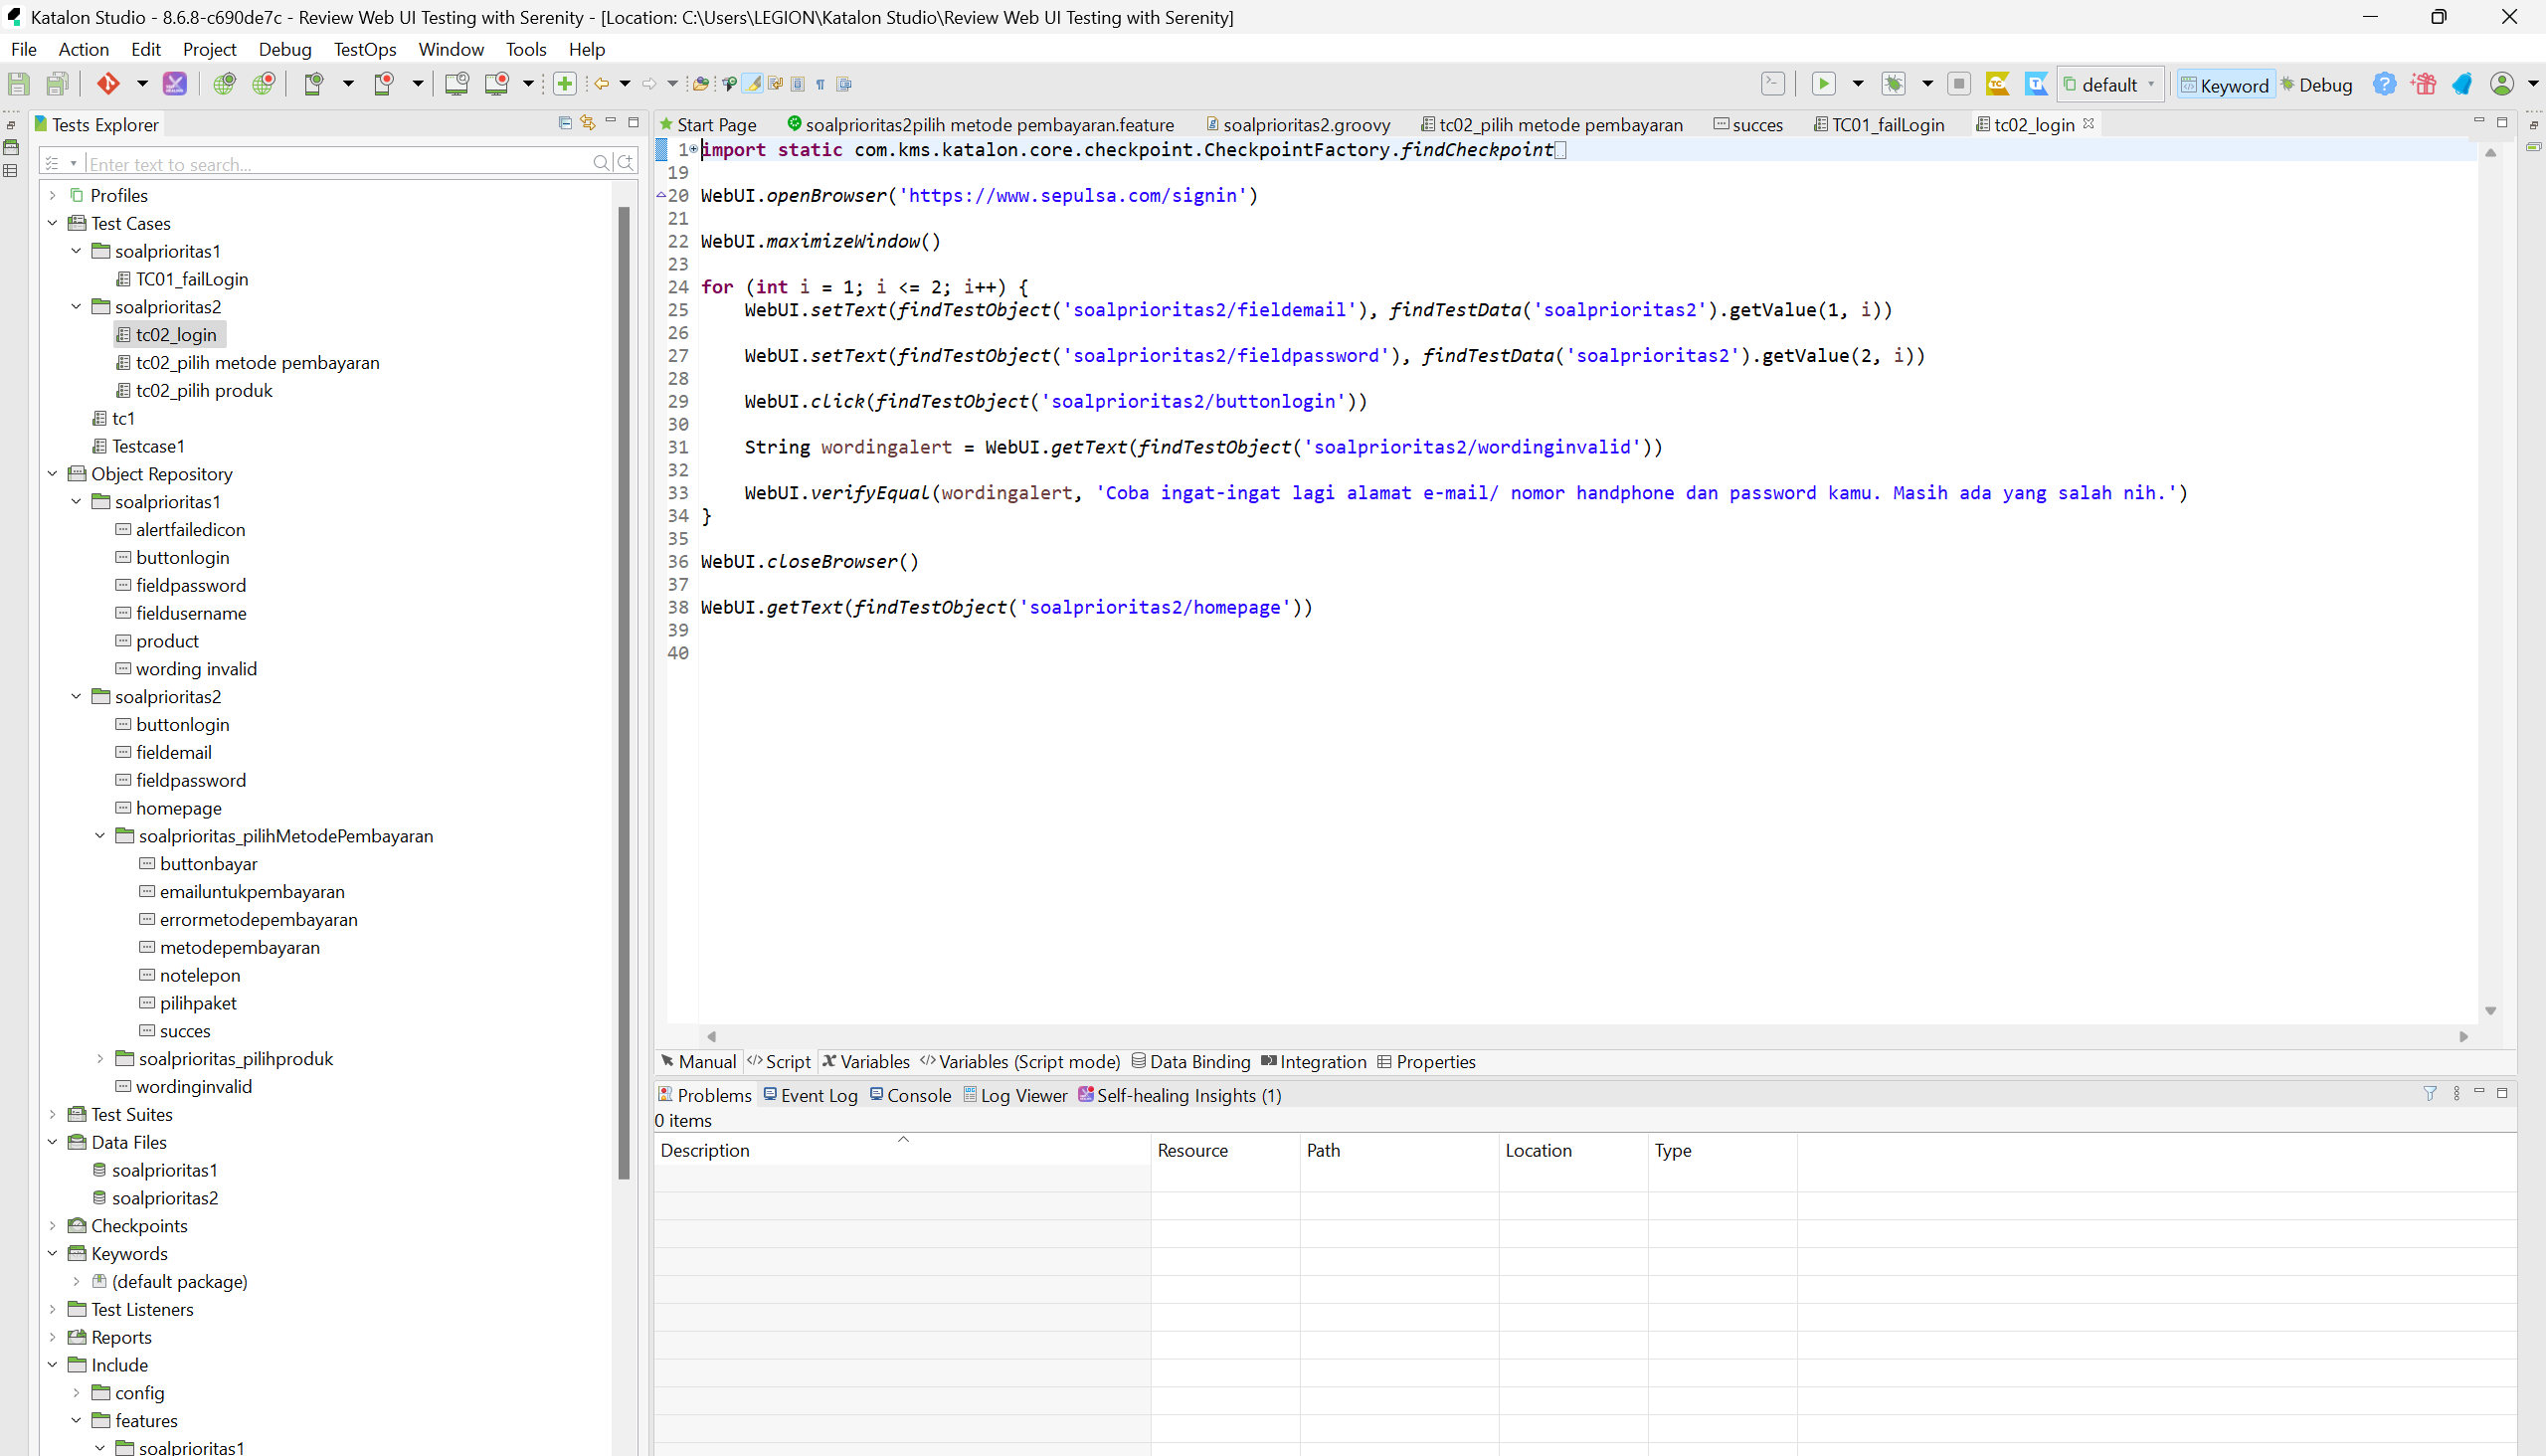 Katalon Studio - 8.6.8-c690de7c - Review Web UI Testing with Serenity - [Location: C:\Users\LEGION\Katalon Studio\Review Web UI Testing with Serenity]
File Action Edit Project Debug TestOps Window Tools Help
default Keyword Debug
Tests Explorer
Enter text to search...
Profiles
Test Cases
soalprioritas1
TC01_failLogin
soalprioritas2
tc02_login
tc02_pilih metode pembayaran
tc02_pilih produk
tc1
Testcase1
Object Repository
soalprioritas1
alertfailedicon
buttonlogin
fieldpassword
fieldusername
product
wording invalid
soalprioritas2
buttonlogin
fieldemail
fieldpassword
homepage
soalprioritas_pilihMetodePembayaran
buttonbayar
emailuntukpembayaran
errormetodepembayaran
metodepembayaran
notelepon
pilihpaket
succes
soalprioritas_pilihproduk
wordinginvalid
Test Suites
Data Files
soalprioritas1
soalprioritas2
Checkpoints
Keywords
(default package)
Test Listeners
Reports
Include
config
features
soalprioritas1
Start Page soalprioritas2pilih metode pembayaran.feature soalprioritas2.groovy tc02_pilih metode pembayaran succes TC01_failLogin tc02_login
1 import static com.kms.katalon.core.checkpoint.CheckpointFactory.findCheckpoint
19
20 WebUI.openBrowser('https://www.sepulsa.com/signin')
21
22 WebUI.maximizeWindow()
23
24 for (int i = 1; i <= 2; i++) {
25 WebUI.setText(findTestObject('soalprioritas2/fieldemail'), findTestData('soalprioritas2').getValue(1, i))
26
27 WebUI.setText(findTestObject('soalprioritas2/fieldpassword'), findTestData('soalprioritas2').getValue(2, i))
28
29 WebUI.click(findTestObject('soalprioritas2/buttonlogin'))
30
31 String wordingalert = WebUI.getText(findTestObject('soalprioritas2/wordinginvalid'))
32
33 WebUI.verifyEqual(wordingalert, 'Coba ingat-ingat lagi alamat e-mail/ nomor handphone dan password kamu. Masih ada yang salah nih.')
34 }
35
36 WebUI.closeBrowser()
37
38 WebUI.getText(findTestObject('soalprioritas2/homepage'))
39
40
Manual Script Variables Variables (Script mode) Data Binding Integration Properties
Problems Event Log Console Log Viewer Self-healing Insights (1)
0 items
Description Resource Path Location Type